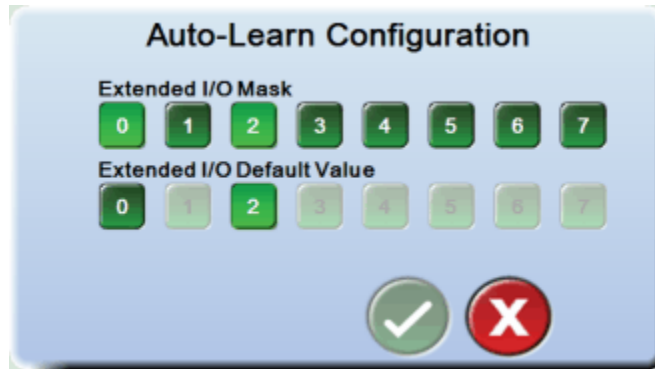 Auto-Learn Configuration
Extended I/O Mask
0 1 2 3 4 5 6 7
Extended I/O Default Value
0 1 2 3 4 5 6 7